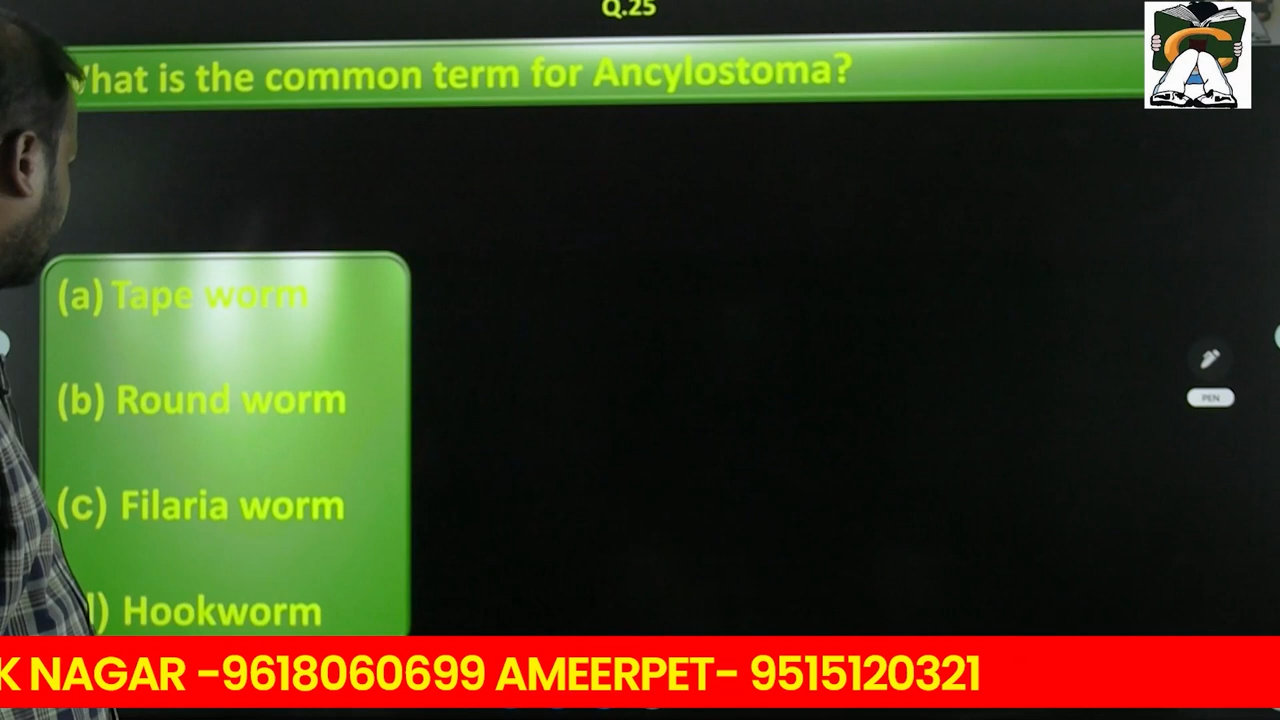 Q.25
What is the common term for Ancylostoma?
(a) Tape worm
(b) Round worm
(c) Filaria worm
d) Hookworm
PEN
K NAGAR -9618060699 AMEERPET- 9515120321